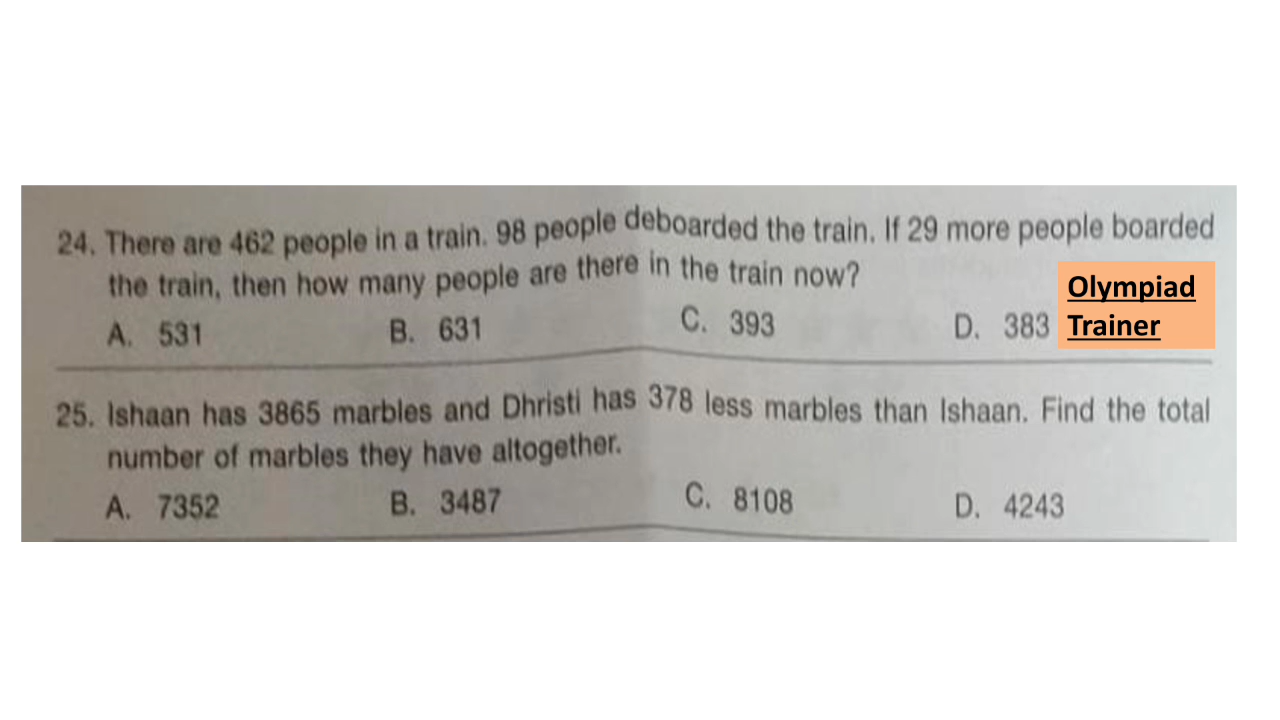 24. There are 462 people in a train. 98 people deboarded the train. If 29 more people boarded
the train, then how many people are there in the train now?
A. 531 B. 631 C. 393 D. 383
Olympiad
Trainer
25. Ishaan has 3865 marbles and Dhristi has 378 less marbles than Ishaan. Find the total
number of marbles they have altogether.
A. 7352 B. 3487 C. 8108 D. 4243